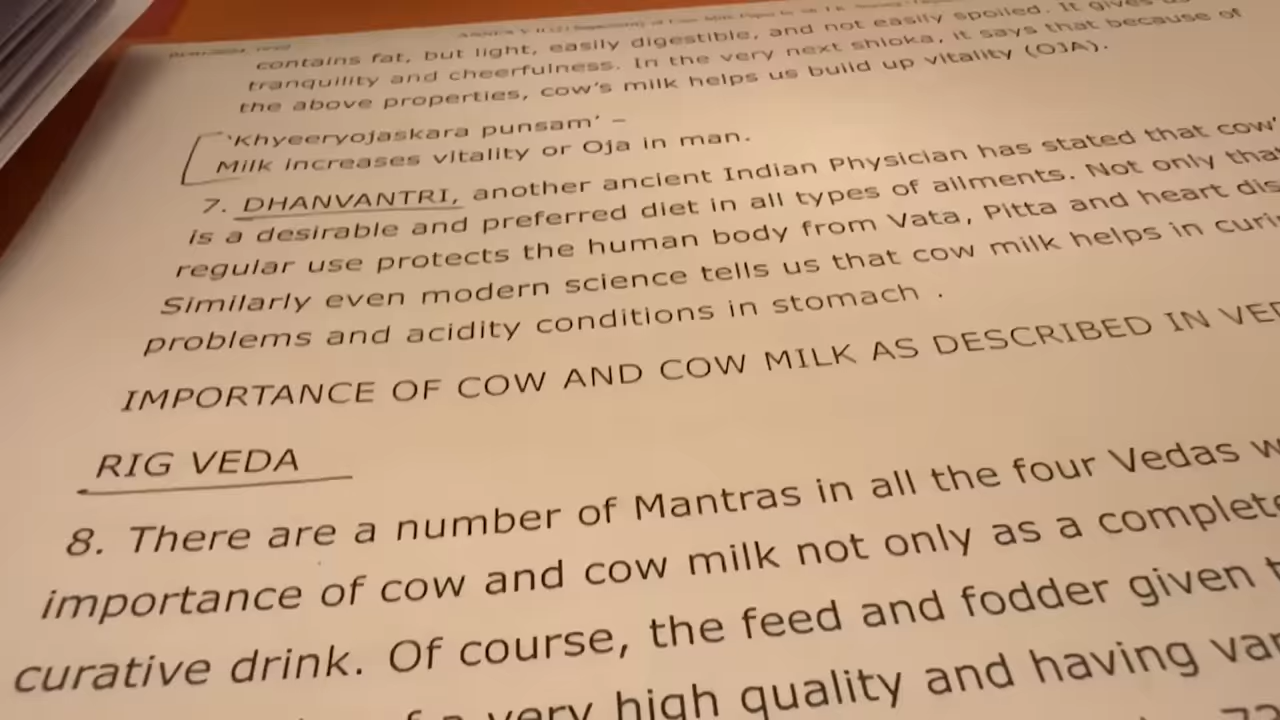 contains fat, but light, easily digestible, and not easily spoiled. It gives us
tranquility and cheerfulness. In the very next shloka, it says that because of
the above properties, cow's milk helps us build up vitality (OJA).
'Khyeeryojaskara punsam' –
Milk increases vitality or Oja in man.
7. DHANVANTRI, another ancient Indian Physician has stated that cow'
is a desirable and preferred diet in all types of ailments. Not only that
regular use protects the human body from Vata, Pitta and heart dis
Similarly even modern science tells us that cow milk helps in curi
problems and acidity conditions in stomach .
IMPORTANCE OF COW AND COW MILK AS DESCRIBED IN VED
RIG VEDA
8. There are a number of Mantras in all the four Vedas w
importance of cow and cow milk not only as a complete
curative drink. Of course, the feed and fodder given t
very high quality and having var